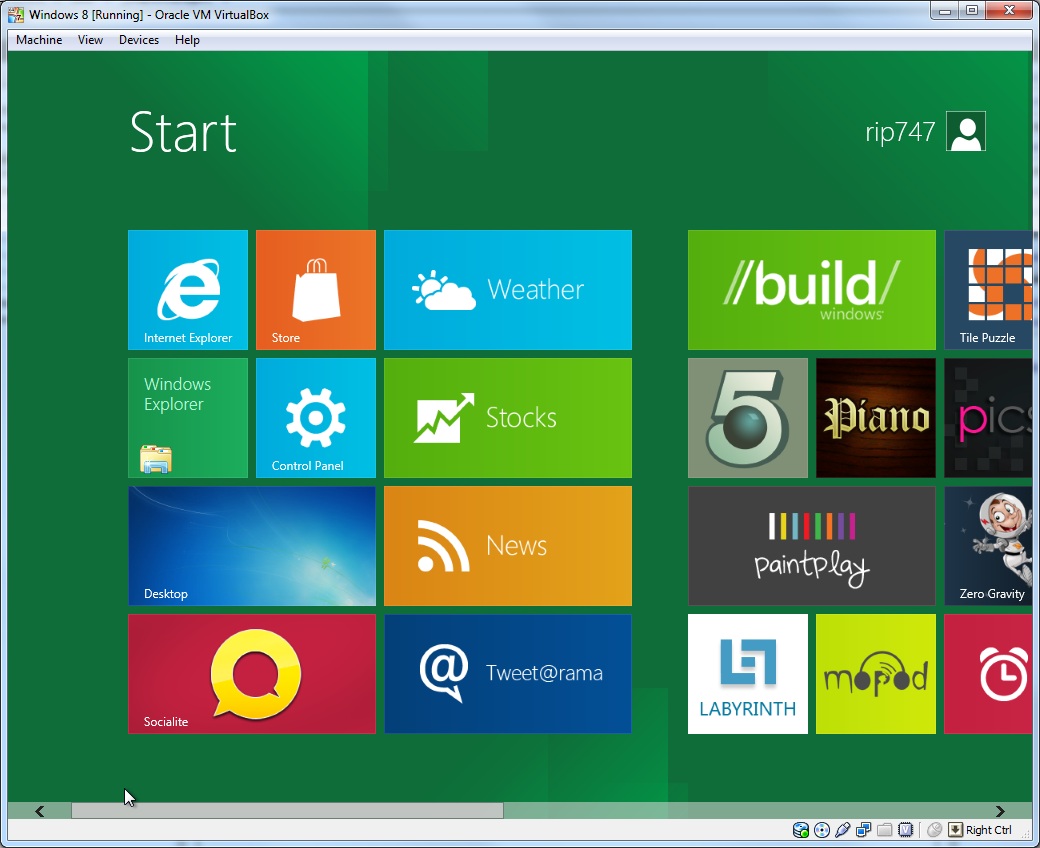 Windows 8 [Running] - Oracle VM VirtualBox
Machine View Devices Help
Start
rip747
Internet Explorer
Store
Weather
//build/
windows
Tile Puzzle
Windows
Explorer
Control Panel
Stocks
5
Piano
pics
Desktop
News
paintplay
Zero Gravity
Socialite
@
Tweet@rama
LABYRINTH
mopod
Right Ctrl